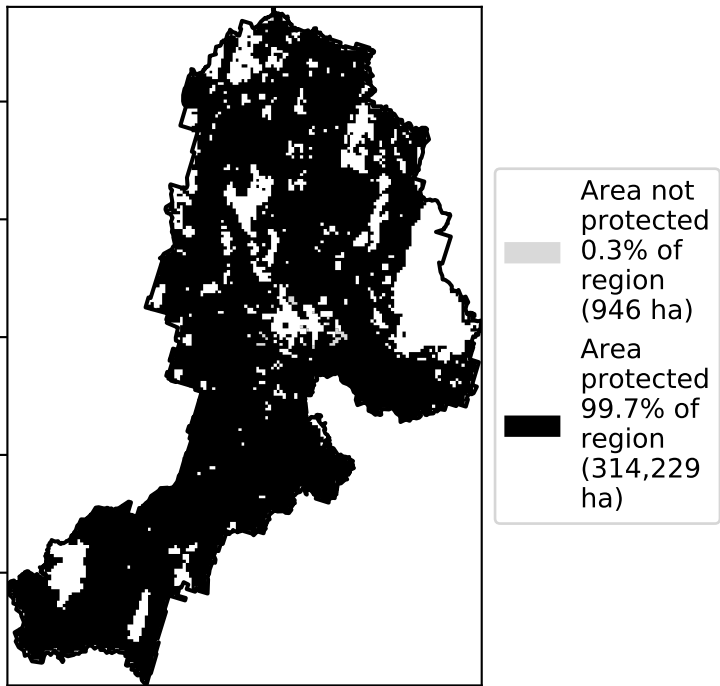 Area not
protected
0.3% of
region
(946 ha)
Area
protected
99.7% of
region
(314,229
ha)